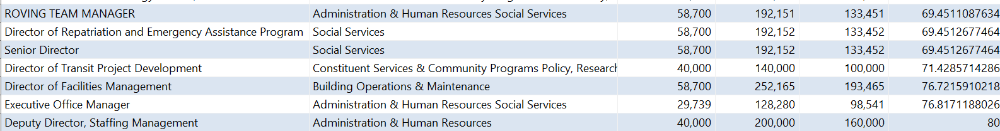 ROVING TEAM MANAGER Administration & Human Resources Social Services 58,700 192,151 133,451 69.4511087634
Director of Repatriation and Emergency Assistance Program Social Services 58,700 192,152 133,452 69.4512677464
Senior Director Social Services 58,700 192,152 133,452 69.4512677464
Director of Transit Project Development Constituent Services & Community Programs Policy, Research 40,000 140,000 100,000 71.4285714286
Director of Facilities Management Building Operations & Maintenance 58,700 252,165 193,465 76.7215910218
Executive Office Manager Administration & Human Resources Social Services 29,739 128,280 98,541 76.8171188026
Deputy Director, Staffing Management Administration & Human Resources 40,000 200,000 160,000 80